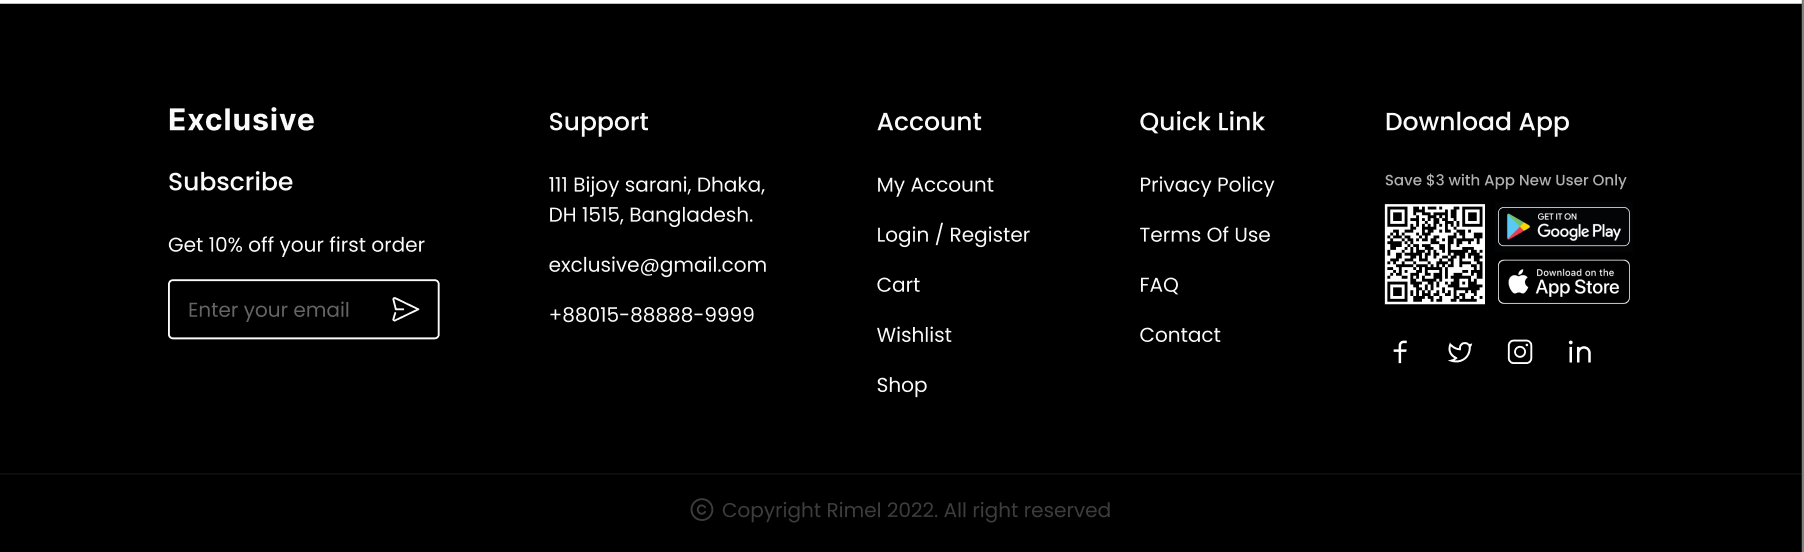 Exclusive
Subscribe
Get 10% off your first order
Enter your email
Support
111 Bijoy sarani, Dhaka,
DH 1515, Bangladesh.
exclusive@gmail.com
+88015-88888-9999
Account
My Account
Login / Register
Cart
Wishlist
Shop
Quick Link
Privacy Policy
Terms Of Use
FAQ
Contact
Download App
Save $3 with App New User Only
GET IT ON
Google Play
Download on the
App Store
© Copyright Rimel 2022. All right reserved